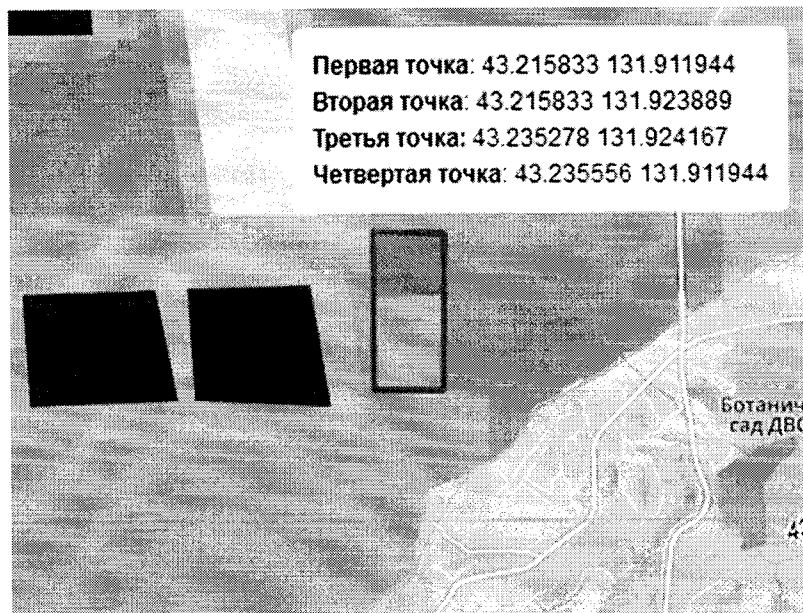 Первая точка: 43.215833 131.911944
Вторая точка: 43.215833 131.923889
Третья точка: 43.235278 131.924167
Четвертая точка: 43.235556 131.911944
Ботанич
сад ДВО